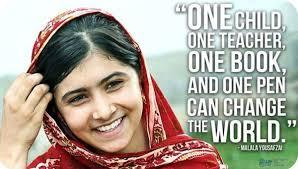 “ONE CHILD,
ONE TEACHER,
ONE BOOK,
AND ONE PEN
CAN CHANGE
THE WORLD.”
- MALALA YOUSAFZAI